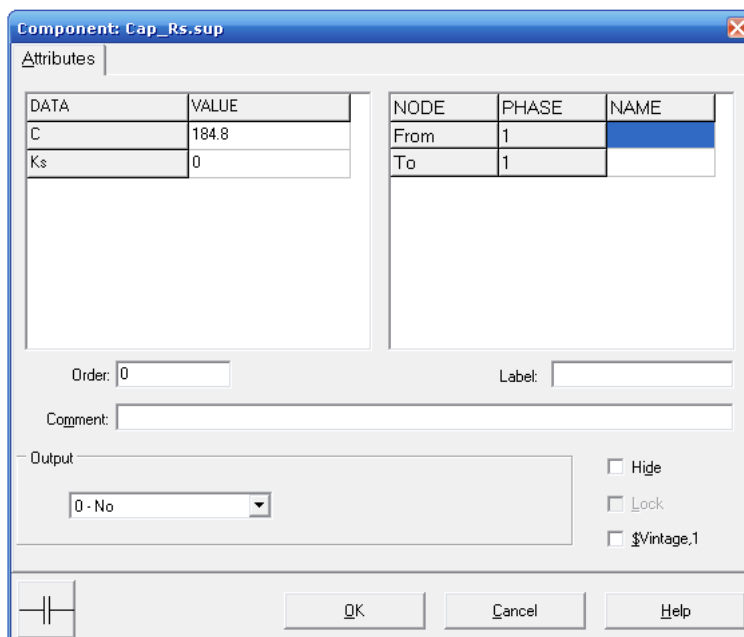 Component: Cap_Rs.sup
Attributes
DATA VALUE
C 184.8
Ks 0
NODE PHASE NAME
From 1
To 1
Order: 0
Label:
Comment:
Output
0 - No
Hide
Lock
$Vintage,1
OK Cancel Help